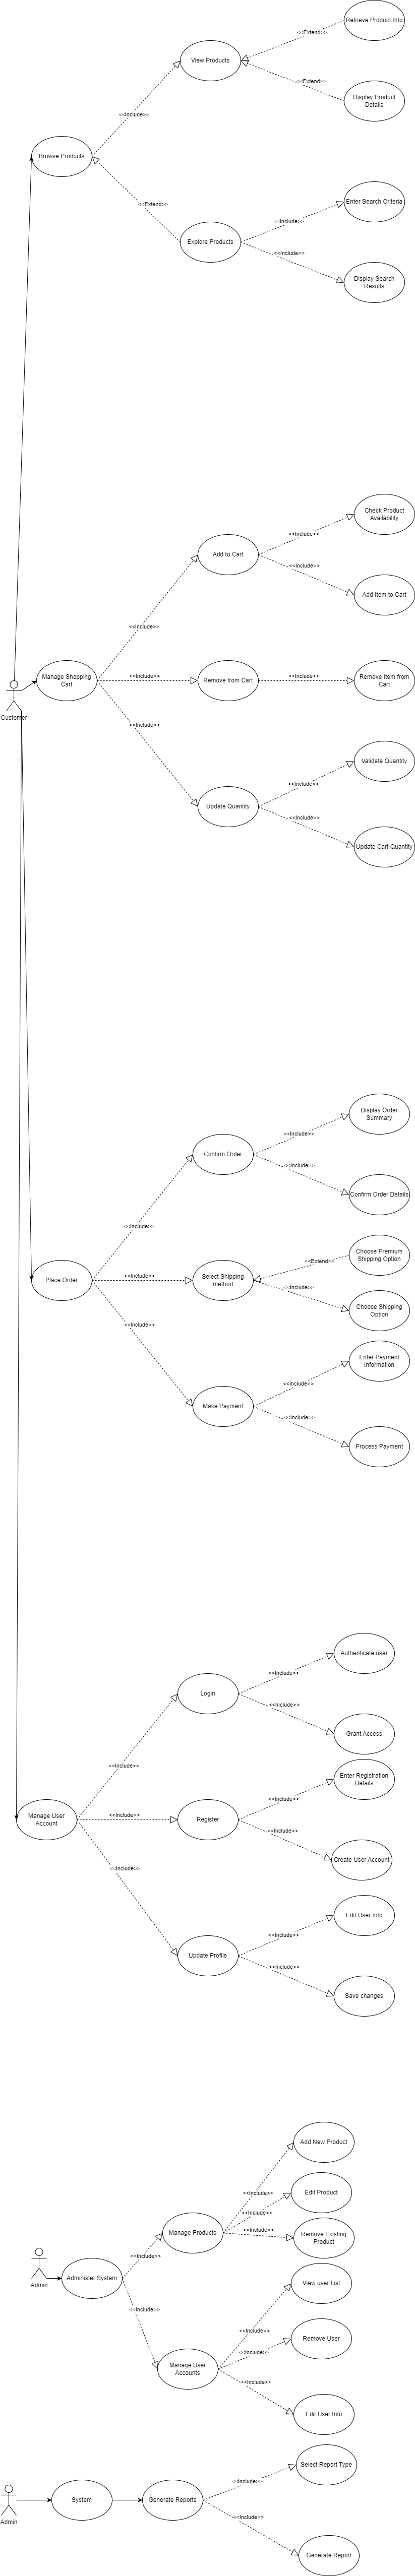 Retrieve Product Info
<<Extend>>
View Products
<<Extend>>
Display Product
Details
<<Include>>
Browse Products
<<Extend>>
Enter Search Criteria
<<Include>>
Explore Products
<<Include>>
Display Search
Results
Check Product
Availability
<<Include>>
Add to Cart
<<Include>>
Add Item to Cart
<<Include>>
Manage Shopping
Cart
<<Include>>
Remove from Cart
<<Include>>
Remove Item from
Cart
Customer
<<Include>>
Validate Quantity
<<Include>>
Update Quantity
<<Include>>
Update Cart Quantity
Display Order
Summary
<<Include>>
Confirm Order
<<Include>>
Confirm Order Details
<<Include>>
Choose Premium
Shipping Option
<<Extend>>
Place Order
<<Include>>
Select Shipping
method
<<Include>>
Choose Shipping
Option
<<Include>>
Enter Payment
Information
<<Include>>
Make Payment
<<Include>>
Process Payment
Authenticate user
<<Include>>
Login
<<Include>>
Grant Access
<<Include>>
Enter Registration
Details
<<Include>>
Manage User
Account
<<Include>>
Register
<<Include>>
Create User Account
<<Include>>
Edit User Info
<<Include>>
Update Profile
<<Include>>
Save changes
Add New Product
<<Include>>
Edit Product
<<Include>>
Manage Products
<<Include>>
Remove Existing
Product
<<Include>>
Admin
Administer System
View user List
<<Include>>
<<Include>>
Remove User
<<Include>>
Manage User
Accounts
<<Include>>
Edit User Info
Select Report Type
<<Include>>
Admin
System
Generate Reports
<<Include>>
Generate Report